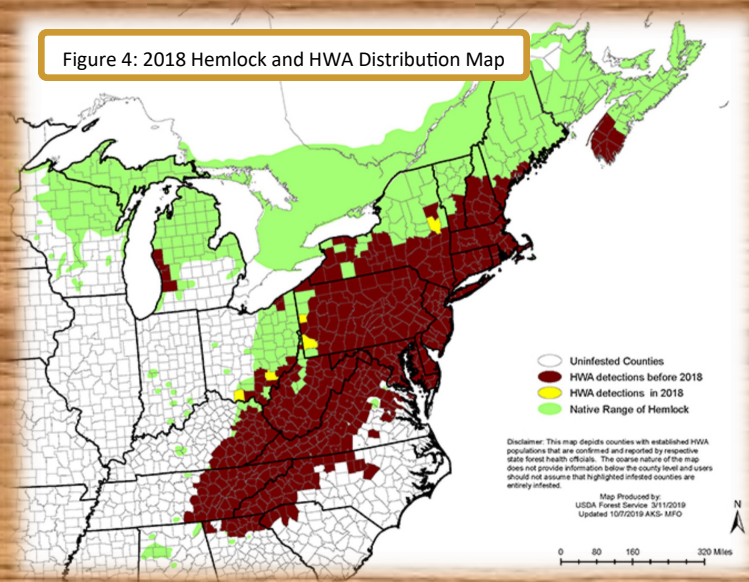 Figure 4: 2018 Hemlock and HWA Distribution Map
Uninfested Counties
HWA detections before 2018
HWA detections in 2018
Native Range of Hemlock
Disclaimer: This map depicts counties with established HWA
populations that are confirmed and reported by respective
state forest health officials. The coarse nature of the map
does not provide information below the county level and users
should not assume that highlighted infested counties are
entirely infested.
Map Produced by:
USDA Forest Service 3/11/2019
Updated 10/7/2019 AKS- MFO
N
0 80 160 320 Miles